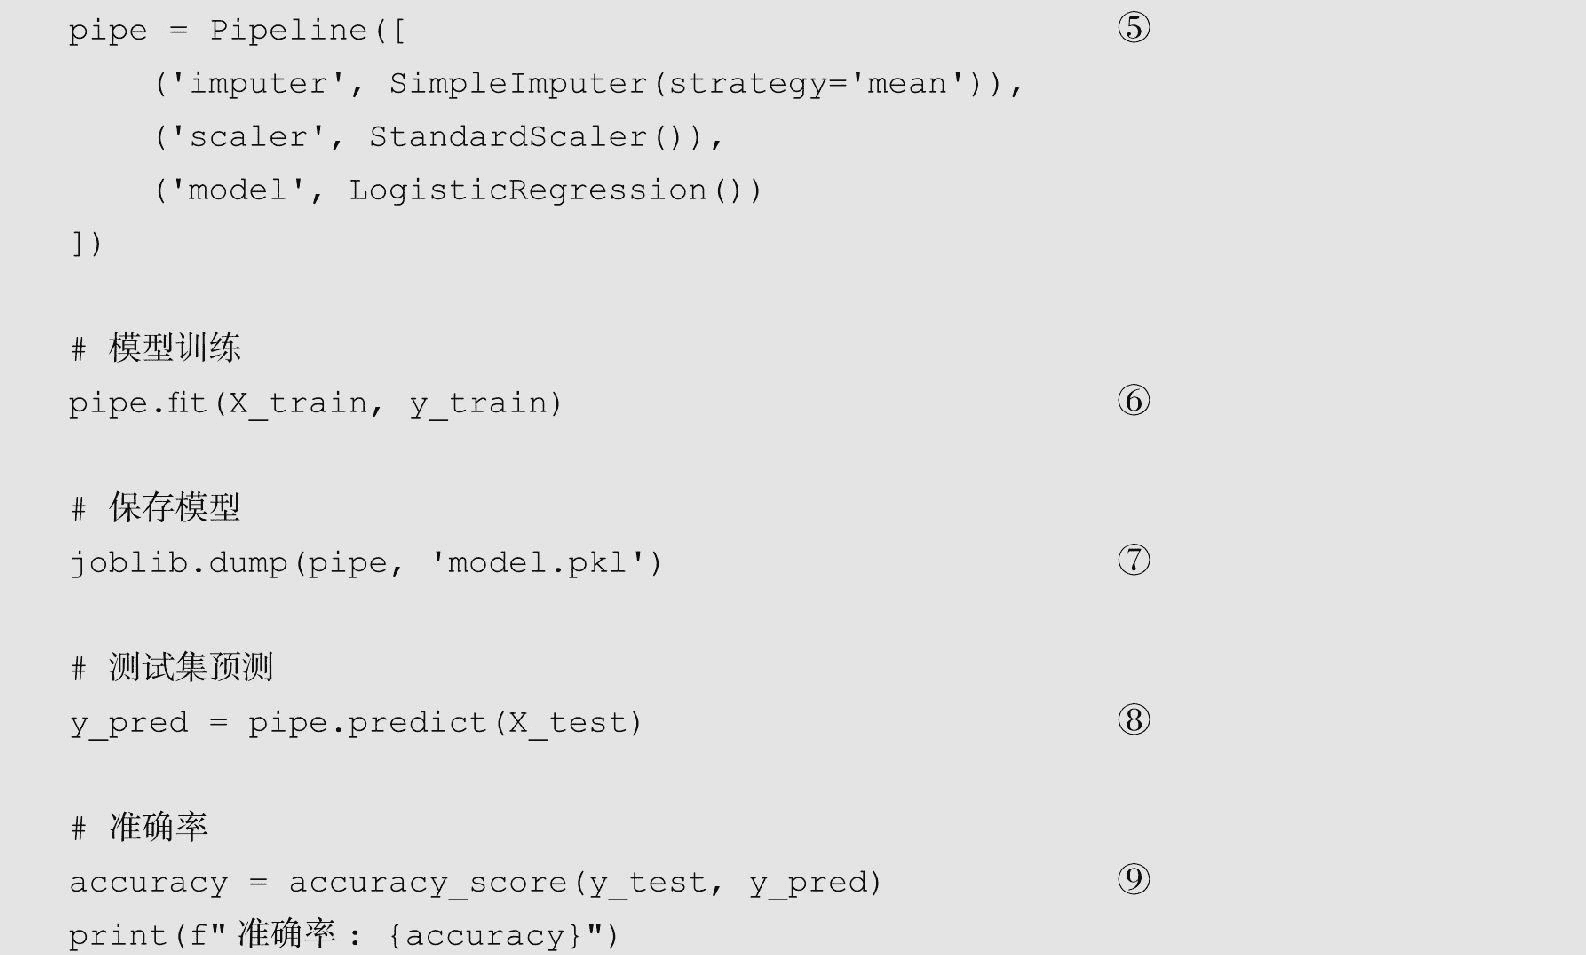 pipe = Pipeline([ ⑤
    ('imputer', SimpleImputer(strategy='mean')),
    ('scaler', StandardScaler()),
    ('model', LogisticRegression())
])
# 模型训练
pipe.fit(X_train, y_train) ⑥
# 保存模型
joblib.dump(pipe, 'model.pkl') ⑦
# 测试集预测
y_pred = pipe.predict(X_test) ⑧
# 准确率
accuracy = accuracy_score(y_test, y_pred) ⑨
print(f"准确率: {accuracy}")